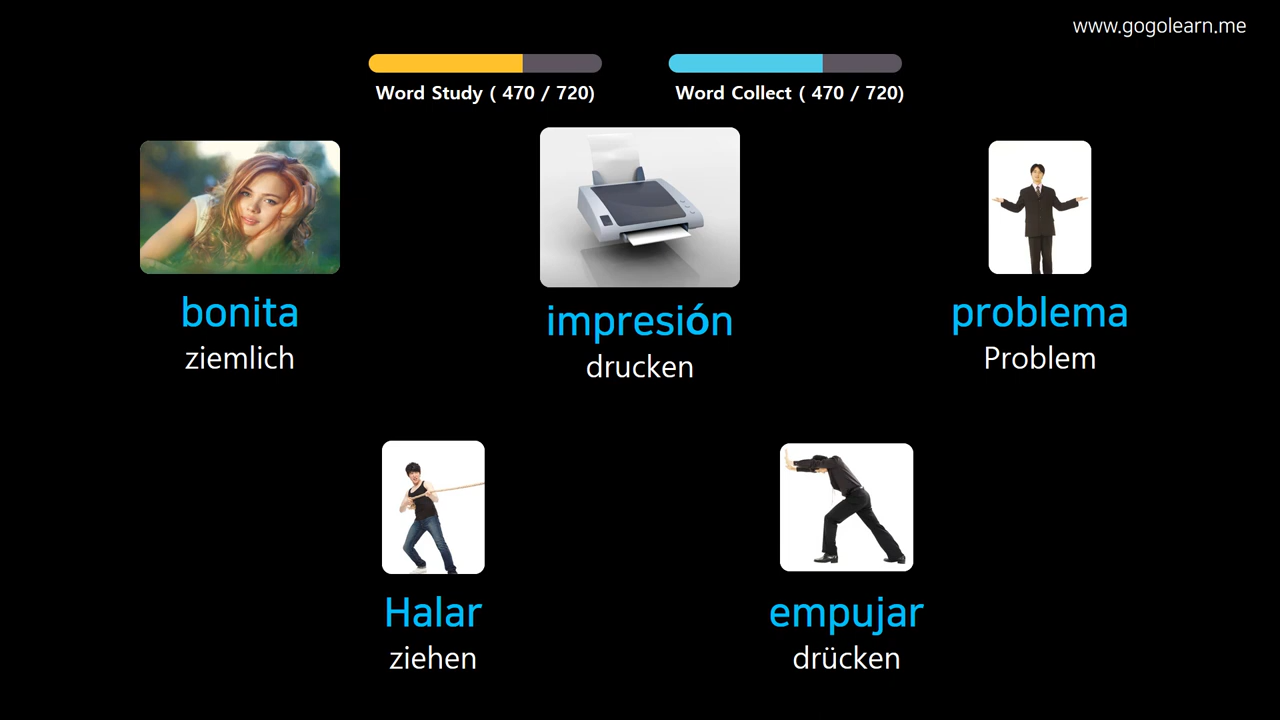 www.gogolearn.me
Word Study ( 470 / 720)
Word Collect ( 470 / 720)
bonita
ziemlich
impresión
drucken
problema
Problem
Halar
ziehen
empujar
drücken